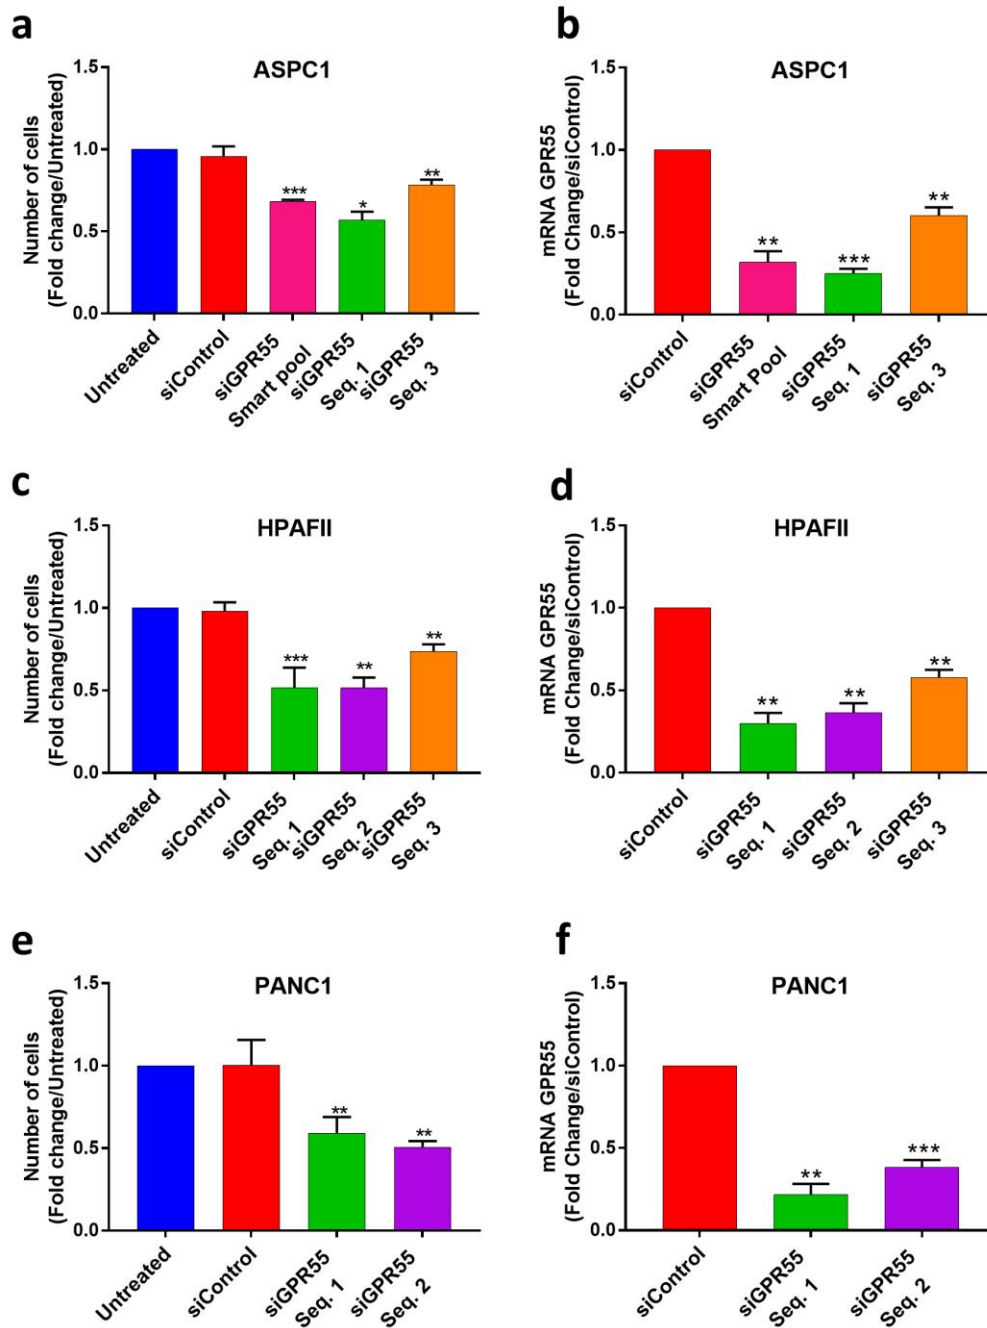 a
ASPC1
Number of cells
(Fold change/Untreated)
1.5
1.0
0.5
0.0
***
*
**
Untreated
siControl
siGPR55
Smart pool
siGPR55
Seq. 1
siGPR55
Seq. 3
b
ASPC1
mRNA GPR55
(Fold Change/siControl)
1.5
1.0
0.5
0.0
**
***
**
siControl
siGPR55
Smart Pool
siGPR55
Seq. 1
siGPR55
Seq. 3
c
HPAFII
Number of cells
(Fold change/Untreated)
1.5
1.0
0.5
0.0
***
**
**
Untreated
siControl
siGPR55
Seq. 1
siGPR55
Seq. 2
siGPR55
Seq. 3
d
HPAFII
mRNA GPR55
(Fold Change/siControl)
1.5
1.0
0.5
0.0
**
**
**
siControl
siGPR55
Seq. 1
siGPR55
Seq. 2
siGPR55
Seq. 3
e
PANC1
Number of cells
(Fold change/Untreated)
1.5
1.0
0.5
0.0
**
**
Untreated
siControl
siGPR55
Seq. 1
siGPR55
Seq. 2
f
PANC1
mRNA GPR55
(Fold Change/siControl)
1.5
1.0
0.5
0.0
**
***
siControl
siGPR55
Seq. 1
siGPR55
Seq. 2